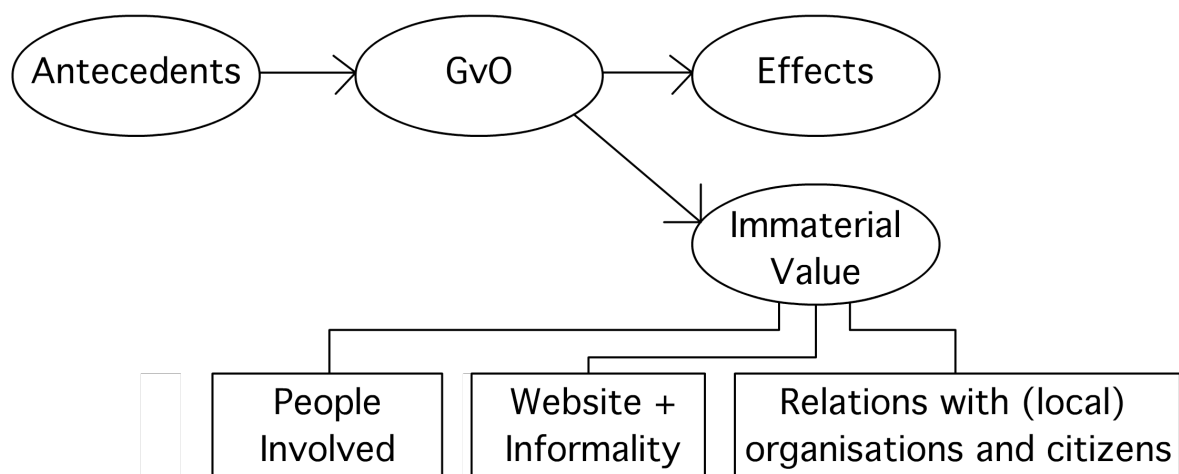 Antecedents
GvO
Effects
Immaterial
Value
People
Involved
Website +
Informality
Relations with (local)
organisations and citizens